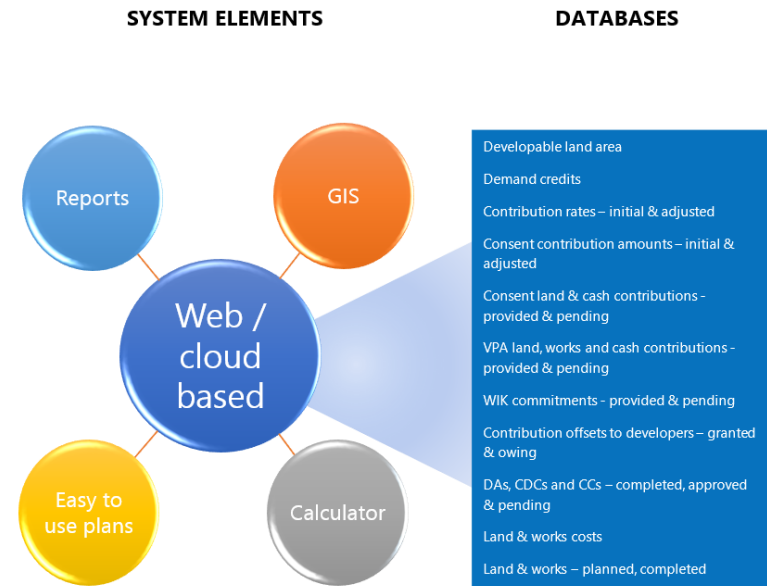 SYSTEM ELEMENTS
DATABASES
Reports
GIS
Web /
cloud
based
Easy to
use plans
Calculator
Developable land area
Demand credits
Contribution rates – initial & adjusted
Consent contribution amounts – initial &
adjusted
Consent land & cash contributions -
provided & pending
VPA land, works and cash contributions -
provided & pending
WIK commitments - provided & pending
Contribution offsets to developers – granted
& owing
DAs, CDCs and CCs – completed, approved
& pending
Land & works costs
Land & works – planned, completed